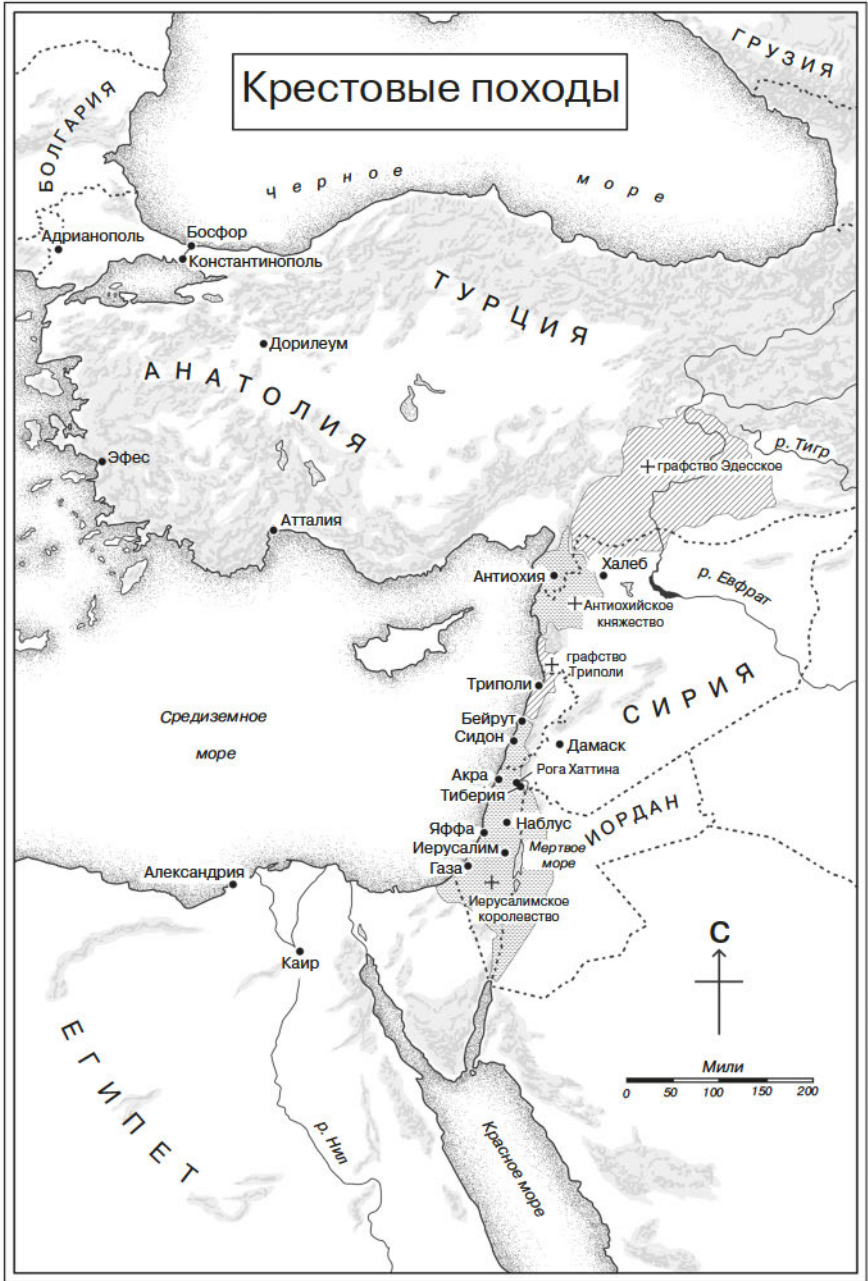 Крестовые походы
ГРУЗИЯ
БОЛГАРИЯ
Черное море
Адрианополь
Босфор
Константинополь
ТУРЦИЯ
Дорилеум
АНАТОЛИЯ
р. Тигр
Эфес
графство Эдесское
Атталия
Антиохия
Халеб
р. Евфрат
Антиохийское
княжество
графство
Триполи
Триполи
СИРИЯ
Средиземное
море
Бейрут
Сидон
Дамаск
Акра
Рога Хаттина
Тиберия
ИОРДАН
Яффа
Наблус
Иерусалим
Мертвое
море
Газа
Александрия
Иерусалимское
королевство
С
Каир
ЕГИПЕТ
Мили
0 50 100 150 200
р. Нил
Красное море